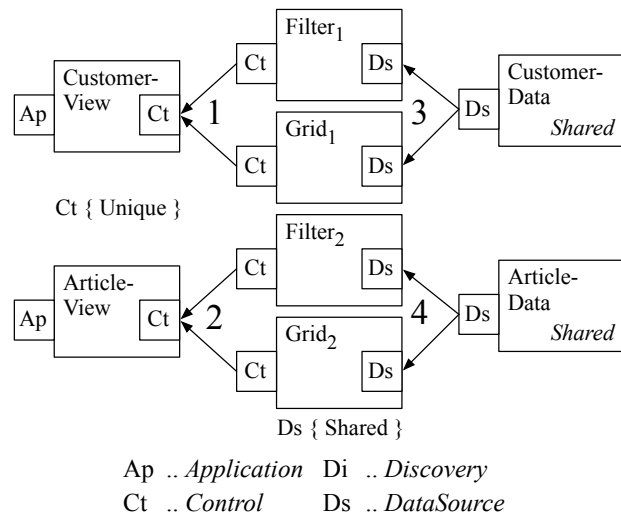 Filter1
Customer-
View
Ct
Ds
Customer-
Data
Ap
Ct
1
3
Ds
Shared
Grid1
Ct
Ds
Ct { Unique }
Filter2
Article-
View
Ct
Ds
Article-
Data
Ap
Ct
2
4
Ds
Shared
Grid2
Ct
Ds
Ds { Shared }
Ap .. Application Di .. Discovery
Ct .. Control Ds .. DataSource